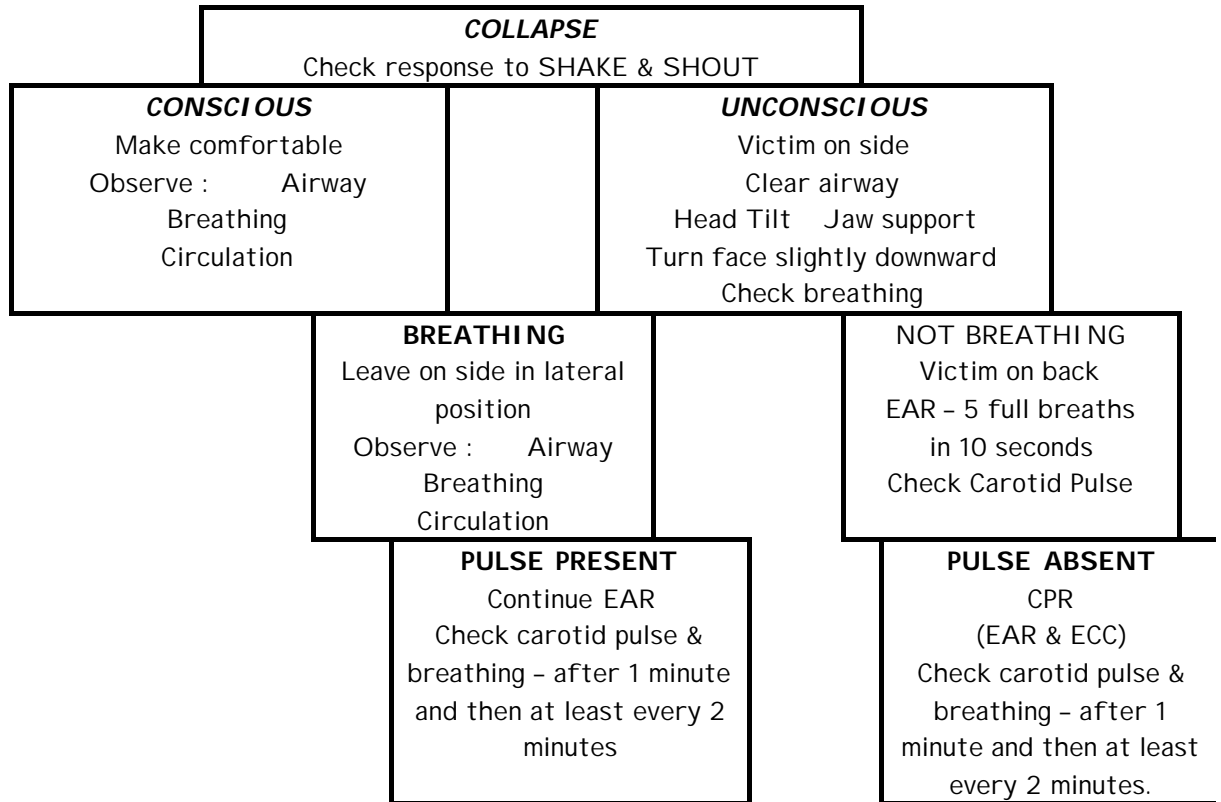 COLLAPSE
Check response to SHAKE & SHOUT
CONSCIOUS
Make comfortable
Observe : Airway
Breathing
Circulation
UNCONSCIOUS
Victim on side
Clear airway
Head Tilt Jaw support
Turn face slightly downward
Check breathing
BREATHING
Leave on side in lateral
position
Observe : Airway
Breathing
Circulation
NOT BREATHING
Victim on back
EAR – 5 full breaths
in 10 seconds
Check Carotid Pulse
PULSE PRESENT
Continue EAR
Check carotid pulse &
breathing – after 1 minute
and then at least every 2
minutes
PULSE ABSENT
CPR
(EAR & ECC)
Check carotid pulse &
breathing – after 1
minute and then at least
every 2 minutes.